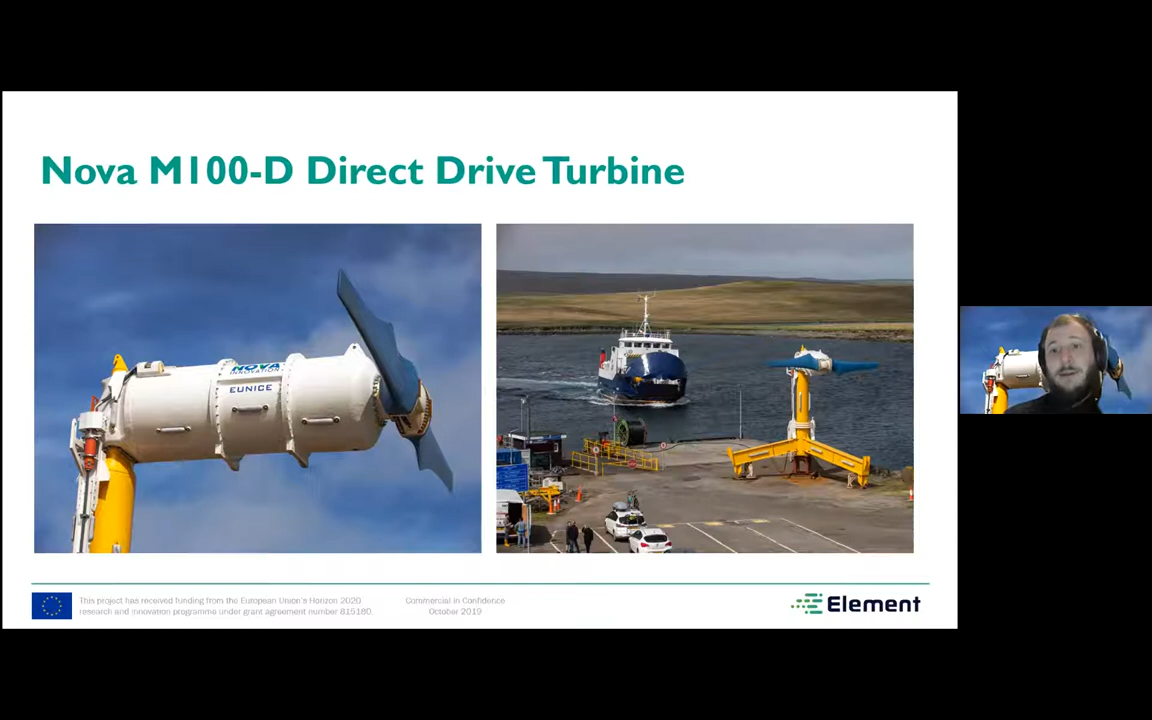 Nova M100-D Direct Drive Turbine
NOVA
INNOVATION
EUNICE
This project has received funding from the European Union's Horizon 2020
research and innovation programme under grant agreement number 815180.
Commercial in Confidence
October 2019
Element